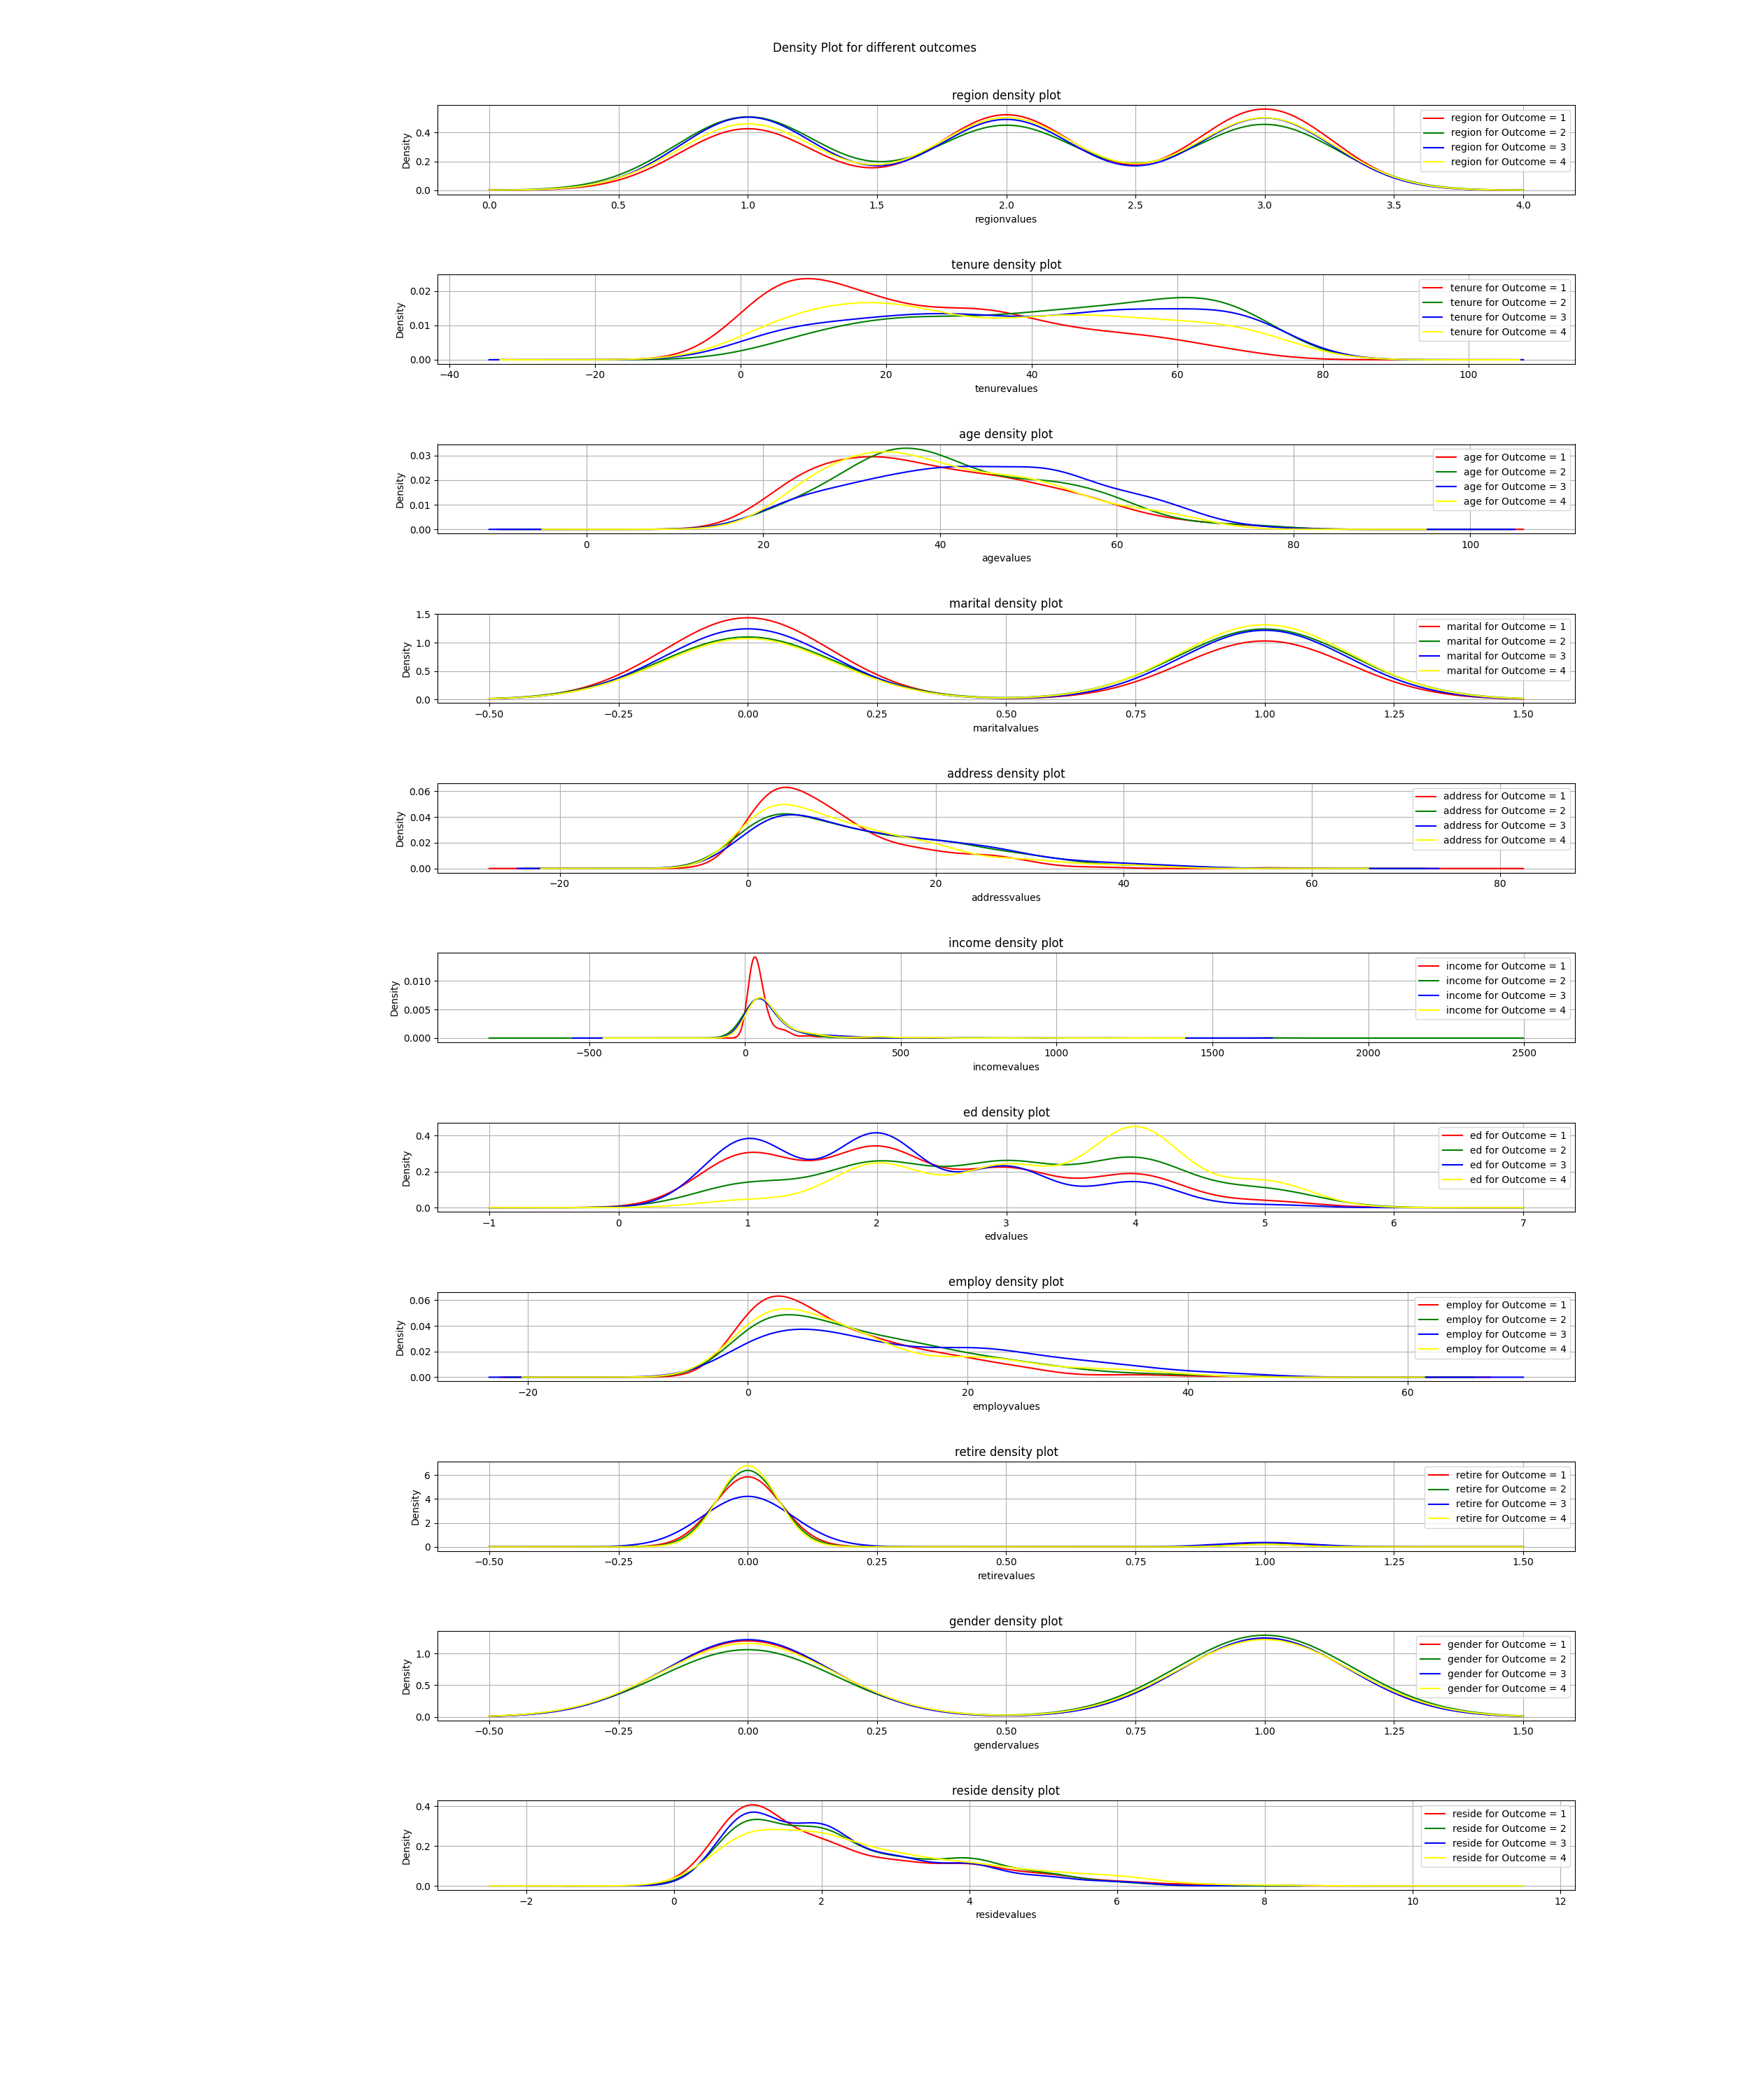 Density Plot for different outcomes
region density plot
Density
0.4
0.2
0.0
region for Outcome = 1
region for Outcome = 2
region for Outcome = 3
region for Outcome = 4
0.0 0.5 1.0 1.5 2.0 2.5 3.0 3.5 4.0
regionvalues
tenure density plot
Density
0.02
0.01
0.00
tenure for Outcome = 1
tenure for Outcome = 2
tenure for Outcome = 3
tenure for Outcome = 4
−40 −20 0 20 40 60 80 100
tenurevalues
age density plot
Density
0.03
0.02
0.01
0.00
age for Outcome = 1
age for Outcome = 2
age for Outcome = 3
age for Outcome = 4
0 20 40 60 80 100
agevalues
marital density plot
Density
1.5
1.0
0.5
0.0
marital for Outcome = 1
marital for Outcome = 2
marital for Outcome = 3
marital for Outcome = 4
−0.50 −0.25 0.00 0.25 0.50 0.75 1.00 1.25 1.50
maritalvalues
address density plot
Density
0.06
0.04
0.02
0.00
address for Outcome = 1
address for Outcome = 2
address for Outcome = 3
address for Outcome = 4
−20 0 20 40 60 80
addressvalues
income density plot
Density
0.010
0.005
0.000
income for Outcome = 1
income for Outcome = 2
income for Outcome = 3
income for Outcome = 4
−500 0 500 1000 1500 2000 2500
incomevalues
ed density plot
Density
0.4
0.2
0.0
ed for Outcome = 1
ed for Outcome = 2
ed for Outcome = 3
ed for Outcome = 4
−1 0 1 2 3 4 5 6 7
edvalues
employ density plot
Density
0.06
0.04
0.02
0.00
employ for Outcome = 1
employ for Outcome = 2
employ for Outcome = 3
employ for Outcome = 4
−20 0 20 40 60
employvalues
retire density plot
Density
6
4
2
0
retire for Outcome = 1
retire for Outcome = 2
retire for Outcome = 3
retire for Outcome = 4
−0.50 −0.25 0.00 0.25 0.50 0.75 1.00 1.25 1.50
retirevalues
gender density plot
Density
1.0
0.5
0.0
gender for Outcome = 1
gender for Outcome = 2
gender for Outcome = 3
gender for Outcome = 4
−0.50 −0.25 0.00 0.25 0.50 0.75 1.00 1.25 1.50
gendervalues
reside density plot
Density
0.4
0.2
0.0
reside for Outcome = 1
reside for Outcome = 2
reside for Outcome = 3
reside for Outcome = 4
−2 0 2 4 6 8 10 12
residevalues